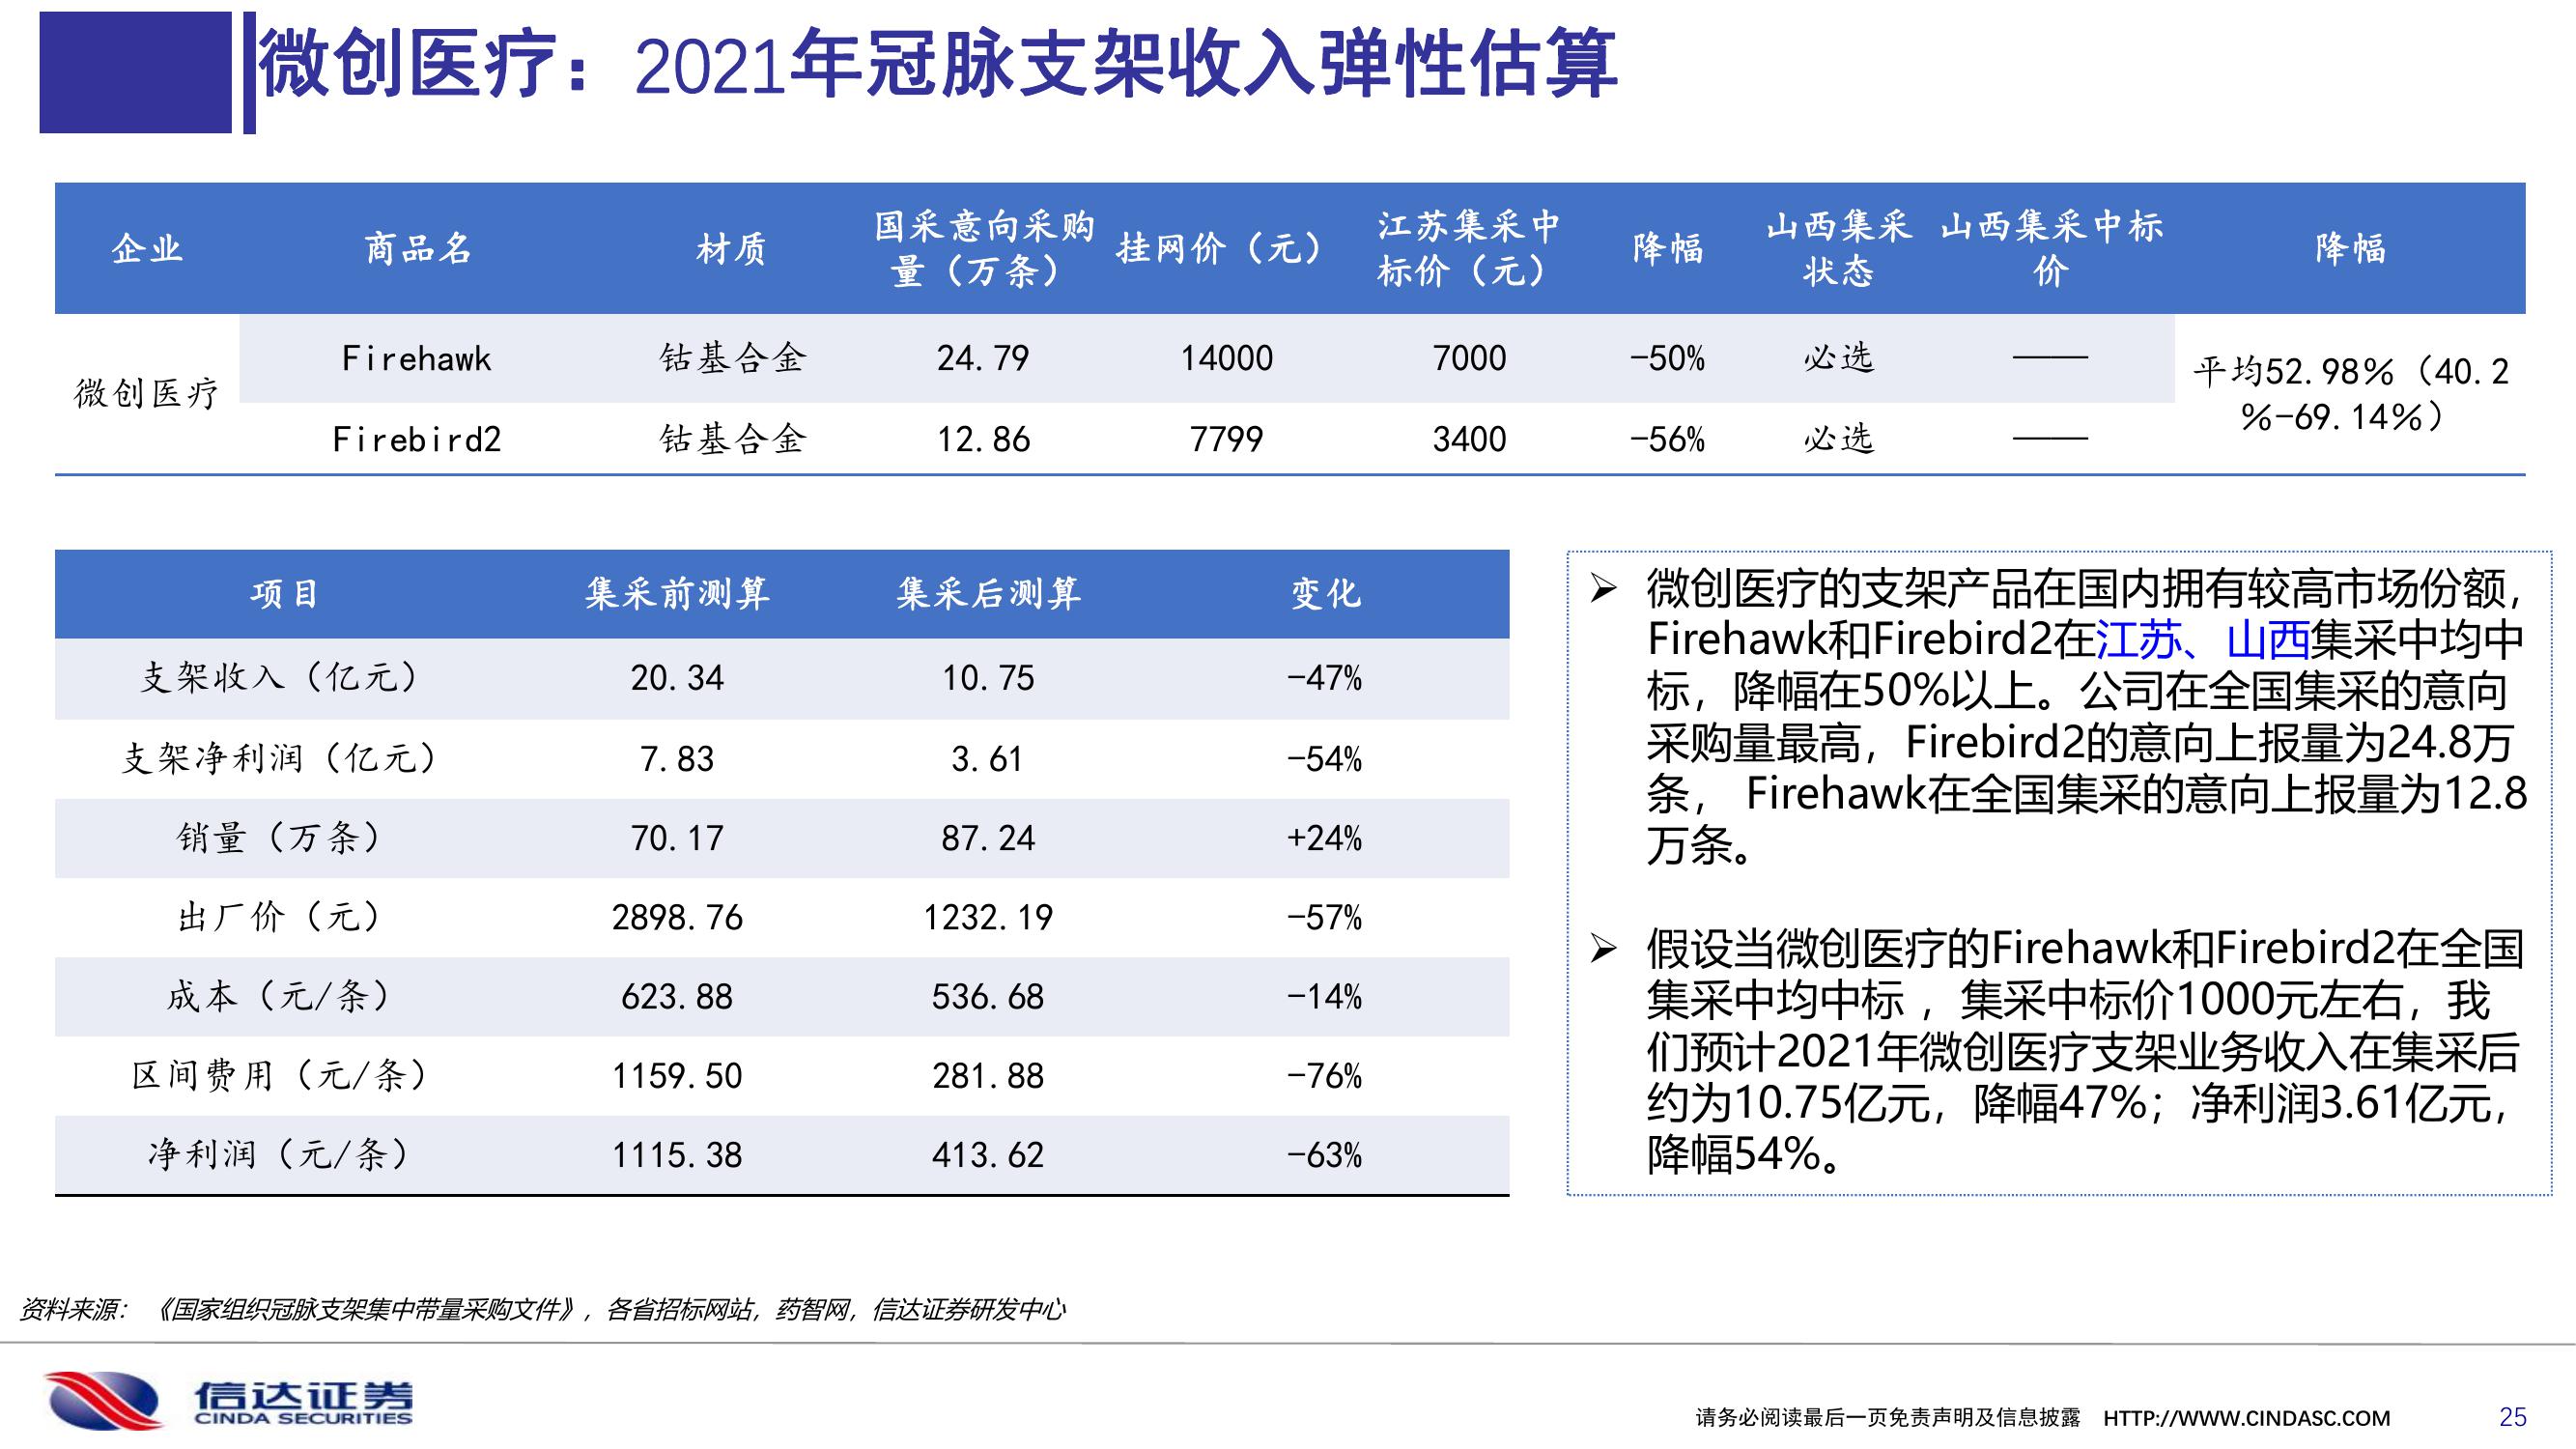 微创医疗：2021年冠脉支架收入弹性估算
企业 商品名 材质 国采意向采购量（万条） 挂网价（元） 江苏集采中标价（元） 降幅 山西集采状态 山西集采中标价 降幅
微创医疗 Firehawk 钴基合金 24.79 14000 7000 -50% 必选 —— 平均52.98%（40.2%-69.14%）
Firebird2 钴基合金 12.86 7799 3400 -56% 必选 ——
项目 集采前测算 集采后测算 变化
支架收入（亿元） 20.34 10.75 -47%
支架净利润（亿元） 7.83 3.61 -54%
销量（万条） 70.17 87.24 +24%
出厂价（元） 2898.76 1232.19 -57%
成本（元/条） 623.88 536.68 -14%
区间费用（元/条） 1159.50 281.88 -76%
净利润（元/条） 1115.38 413.62 -63%
➢ 微创医疗的支架产品在国内拥有较高市场份额，
Firehawk和Firebird2在江苏、山西集采中均中
标，降幅在50%以上。公司在全国集采的意向
采购量最高，Firebird2的意向上报量为24.8万
条， Firehawk在全国集采的意向上报量为12.8
万条。
➢ 假设当微创医疗的Firehawk和Firebird2在全国
集采中均中标 ，集采中标价1000元左右，我
们预计2021年微创医疗支架业务收入在集采后
约为10.75亿元，降幅47%；净利润3.61亿元，
降幅54%。
资料来源： 《国家组织冠脉支架集中带量采购文件》，各省招标网站，药智网，信达证券研发中心
信达证券
CINDA SECURITIES
请务必阅读最后一页免责声明及信息披露 HTTP://WWW.CINDASC.COM 25